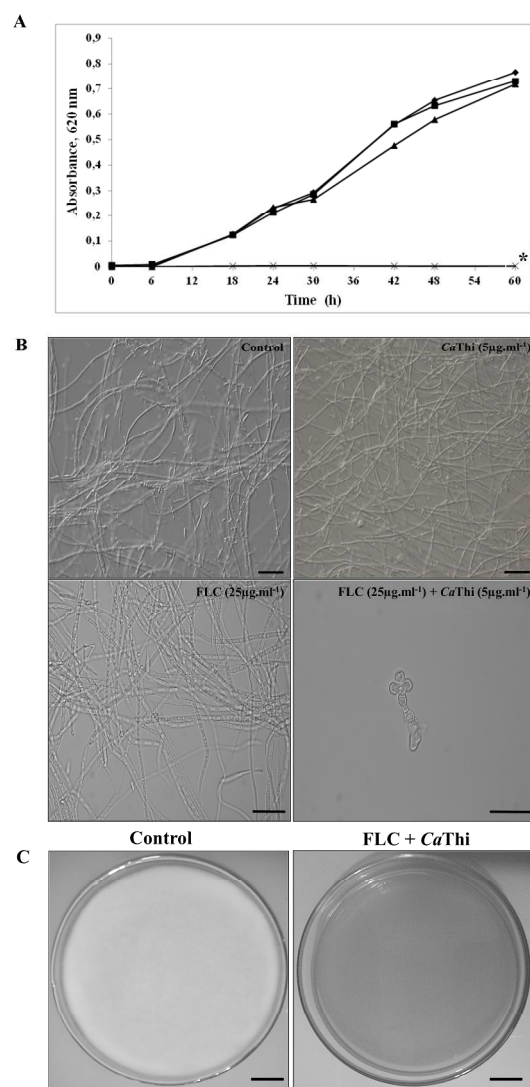 A
0,9
0,8
0,7
0,6
0,5
0,4
0,3
0,2
0,1
0
Absorbance, 620 nm
*
0 6 12 18 24 30 36 42 48 54 60
Time (h)
B
Control
CaThi (5µg.ml-1)
FLC (25µg.ml-1)
FLC (25µg.ml-1) + CaThi (5µg.ml-1)
Control
FLC + CaThi
C